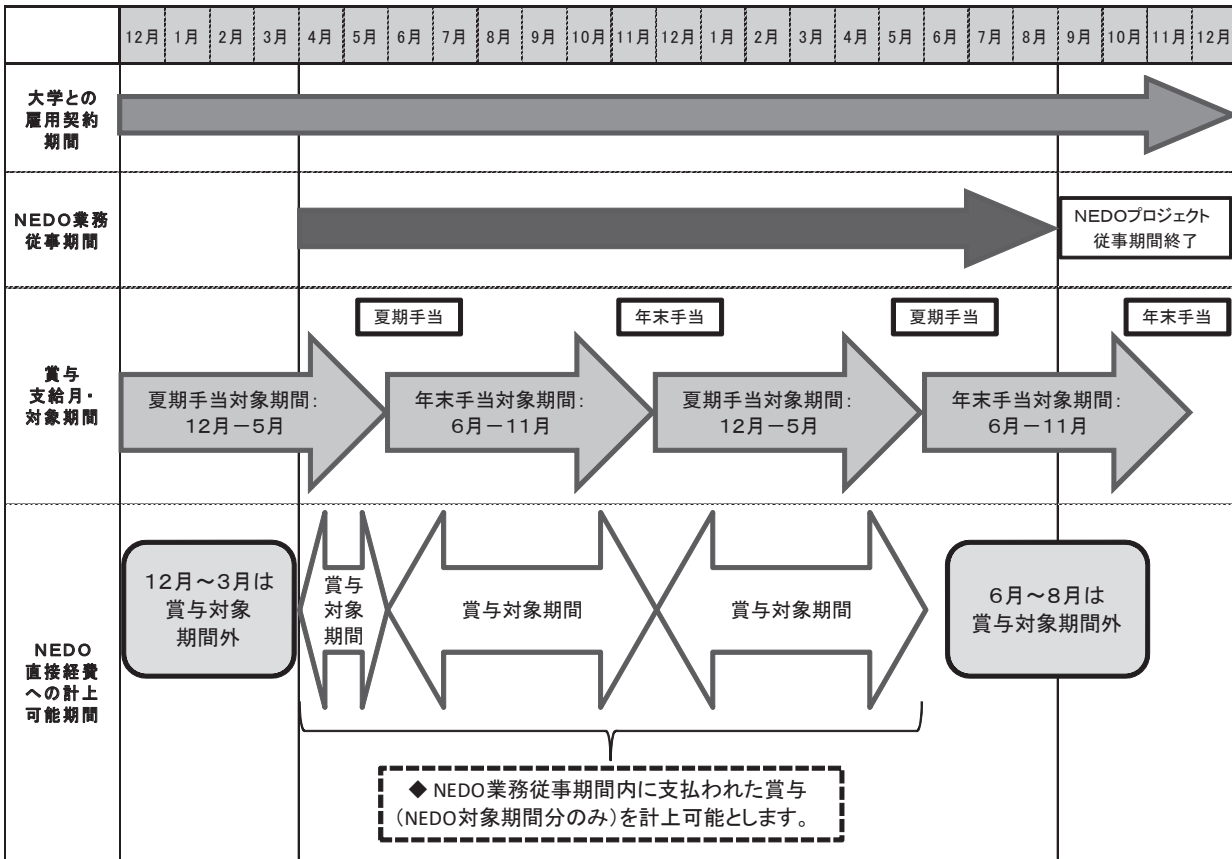 12月 1月 2月 3月 4月 5月 6月 7月 8月 9月 10月 11月 12月 1月 2月 3月 4月 5月 6月 7月 8月 9月 10月 11月 12月
大学との
雇用契約
期間
NEDO業務
従事期間
NEDOプロジェクト
従事期間終了
賞与
支給月・
対象期間
夏期手当
年末手当
夏期手当
年末手当
夏期手当対象期間：
12月－5月
年末手当対象期間：
6月－11月
夏期手当対象期間：
12月－5月
年末手当対象期間：
6月－11月
NEDO
直接経費
への計上
可能期間
12月～3月は
賞与対象
期間外
賞与
対象
期間
賞与対象期間
賞与対象期間
6月～8月は
賞与対象期間外
◆ NEDO業務従事期間内に支払われた賞与
（NEDO対象期間分のみ）を計上可能とします。